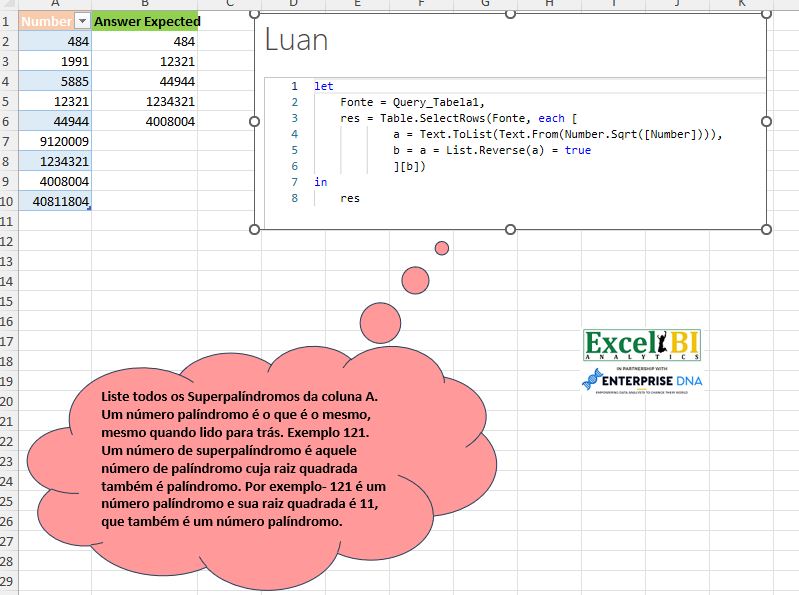 A B C D E F G H I J K
1 Number Answer Expected
2 484 484
3 1991 12321
4 5885 44944
5 12321 1234321
6 44944 4008004
7 9120009
8 1234321
9 4008004
10 40811804
11
12
13
14
15
16
17
18
19
20
21
22
23
24
25
26
27
28
29
Luan
1 let
2 Fonte = Query_Tabela1,
3 res = Table.SelectRows(Fonte, each [
4 a = Text.ToList(Text.From(Number.Sqrt([Number]))),
5 b = a = List.Reverse(a) = true
6 ][b])
7 in
8 res
Excel BI
ANALYTICS
IN PARTNERSHIP WITH
ENTERPRISE DNA
EMPOWERING DATA ANALYSTS TO CHANGE THEIR WORLD
Liste todos os Superpalíndromos da coluna A.
Um número palíndromo é o que é o mesmo,
mesmo quando lido para trás. Exemplo 121.
Um número de superpalíndromo é aquele
número de palíndromo cuja raiz quadrada
também é palíndromo. Por exemplo- 121 é um
número palíndromo e sua raiz quadrada é 11,
que também é um número palíndromo.